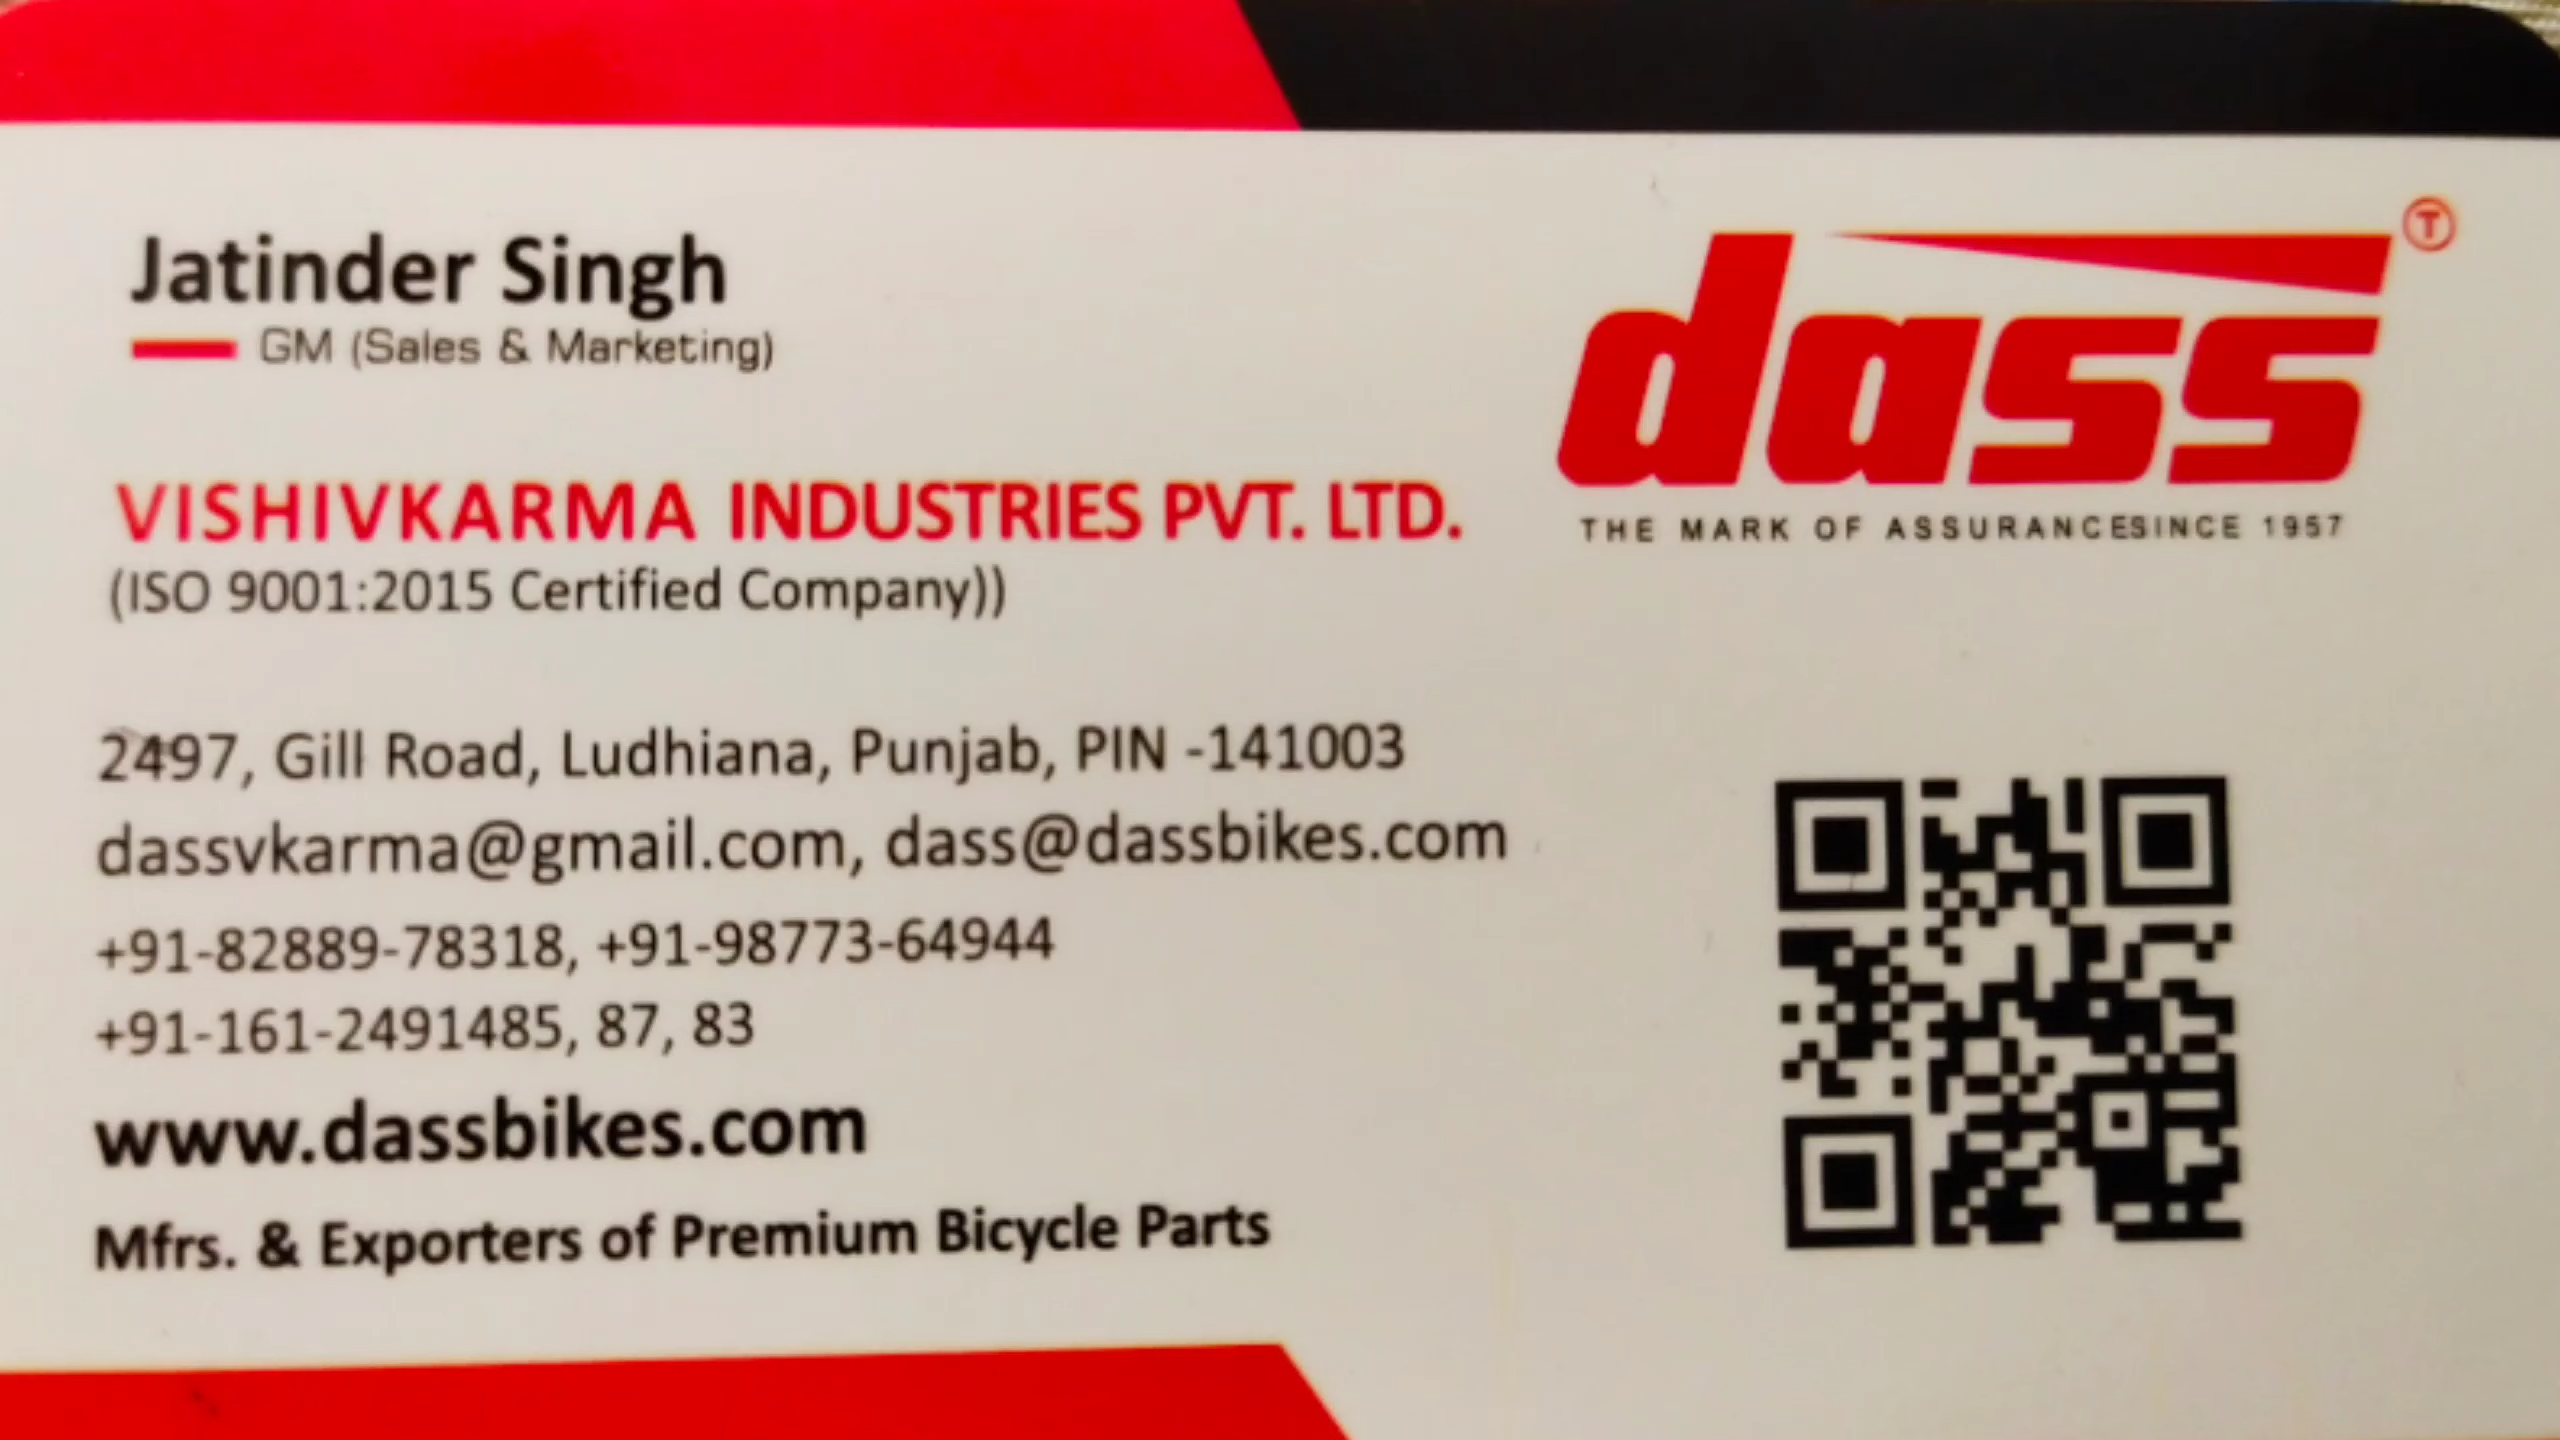 Jatinder Singh
GM (Sales & Marketing)
dass Ⓣ
THE MARK OF ASSURANCESINCE 1957
VISHIVKARMA INDUSTRIES PVT. LTD.
(ISO 9001:2015 Certified Company))
2497, Gill Road, Ludhiana, Punjab, PIN -141003
dassvkarma@gmail.com, dass@dassbikes.com
+91-82889-78318, +91-98773-64944
+91-161-2491485, 87, 83
www.dassbikes.com
Mfrs. & Exporters of Premium Bicycle Parts